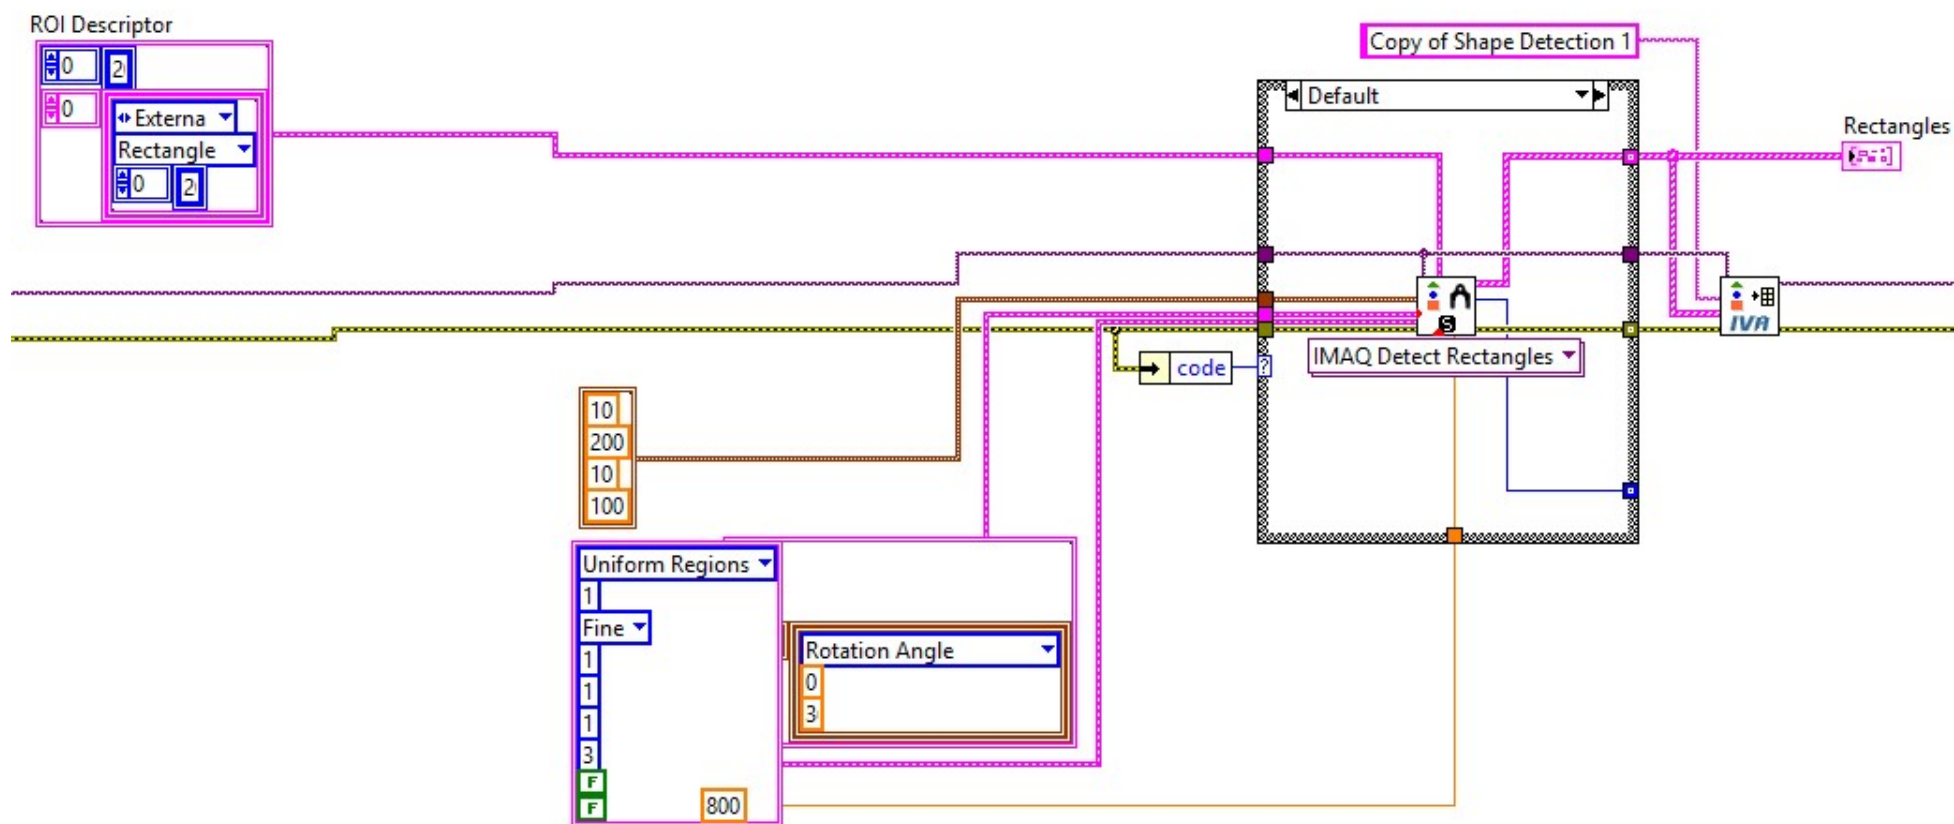 ROI Descriptor
0 2
0
Externa
Rectangle
0 2
Copy of Shape Detection 1
Default
Rectangles
IVA
S
code
?
IMAQ Detect Rectangles
10
200
10
100
Uniform Regions
1
Fine
1
1
1
3
F
F
800
Rotation Angle
0
3